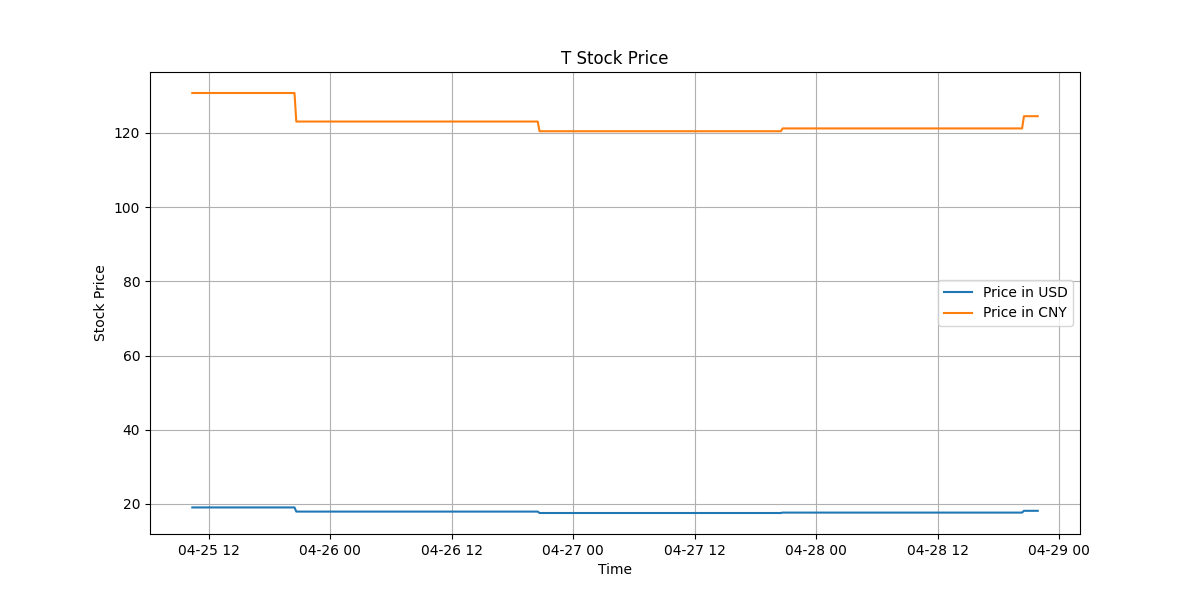 T Stock Price
Stock Price
120
100
80
60
40
20
Price in USD
Price in CNY
04-25 12
04-26 00
04-26 12
04-27 00
04-27 12
04-28 00
04-28 12
04-29 00
Time